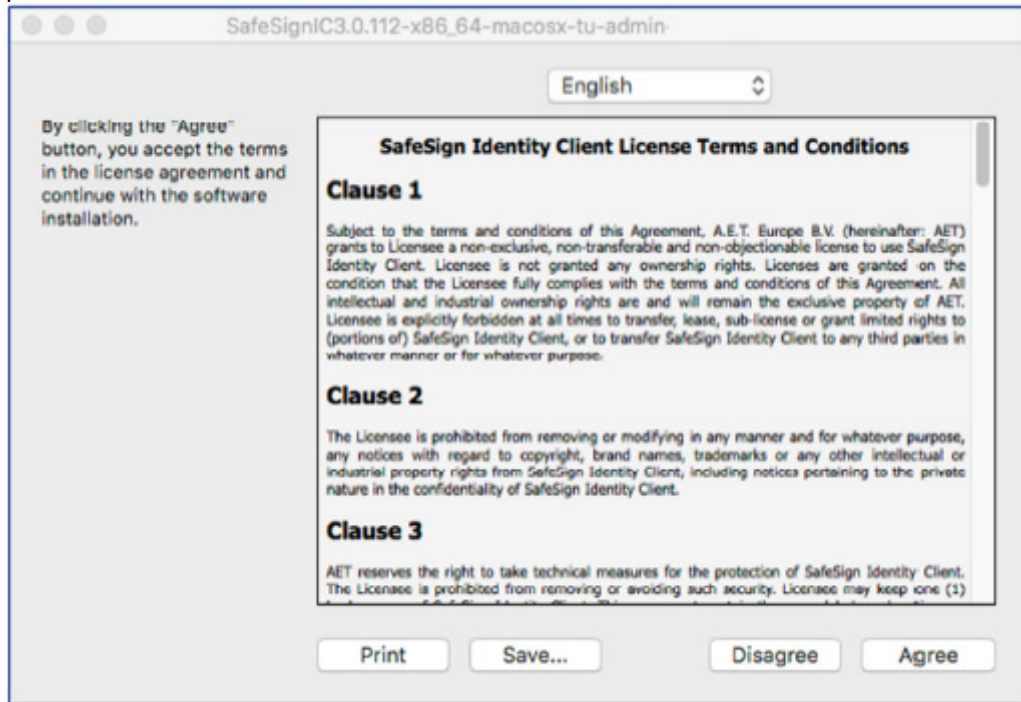 SafeSignIC3.0.112-x86_64-macosx-tu-admin
English
By clicking the "Agree"
button, you accept the terms
in the license agreement and
continue with the software
installation.
SafeSign Identity Client License Terms and Conditions
Clause 1
Subject to the terms and conditions of this Agreement, A.E.T. Europe B.V. (hereinafter: AET)
grants to Licensee a non-exclusive, non-transferable and non-objectionable license to use SafeSign
Identity Client. Licensee is not granted any ownership rights. Licenses are granted on the
condition that the Licensee fully complies with the terms and conditions of this Agreement. All
intellectual and industrial ownership rights are and will remain the exclusive property of AET.
Licensee is explicitly forbidden at all times to transfer, lease, sub-license or grant limited rights to
(portions of) SafeSign Identity Client, or to transfer SafeSign Identity Client to any third parties in
whatever manner or for whatever purpose.
Clause 2
The Licensee is prohibited from removing or modifying in any manner and for whatever purpose,
any notices with regard to copyright, brand names, trademarks or any other intellectual or
industrial property rights from SafeSign Identity Client, including notices pertaining to the private
nature in the confidentiality of SafeSign Identity Client.
Clause 3
AET reserves the right to take technical measures for the protection of SafeSign Identity Client.
The Licensee is prohibited from removing or avoiding such security. Licensee may keep one (1)
Print
Save...
Disagree
Agree